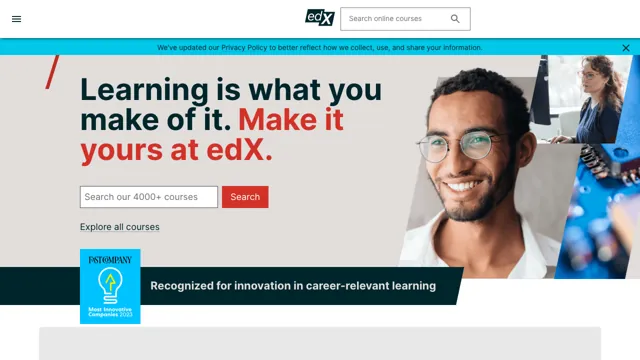 edX
Search online courses
We've updated our Privacy Policy to better reflect how we collect, use, and share your information.
Learning is what you
make of it. Make it
yours at edX.
Search our 4000+ courses
Search
Explore all courses
FAST COMPANY
Most Innovative
Companies 2022
Recognized for innovation in career-relevant learning